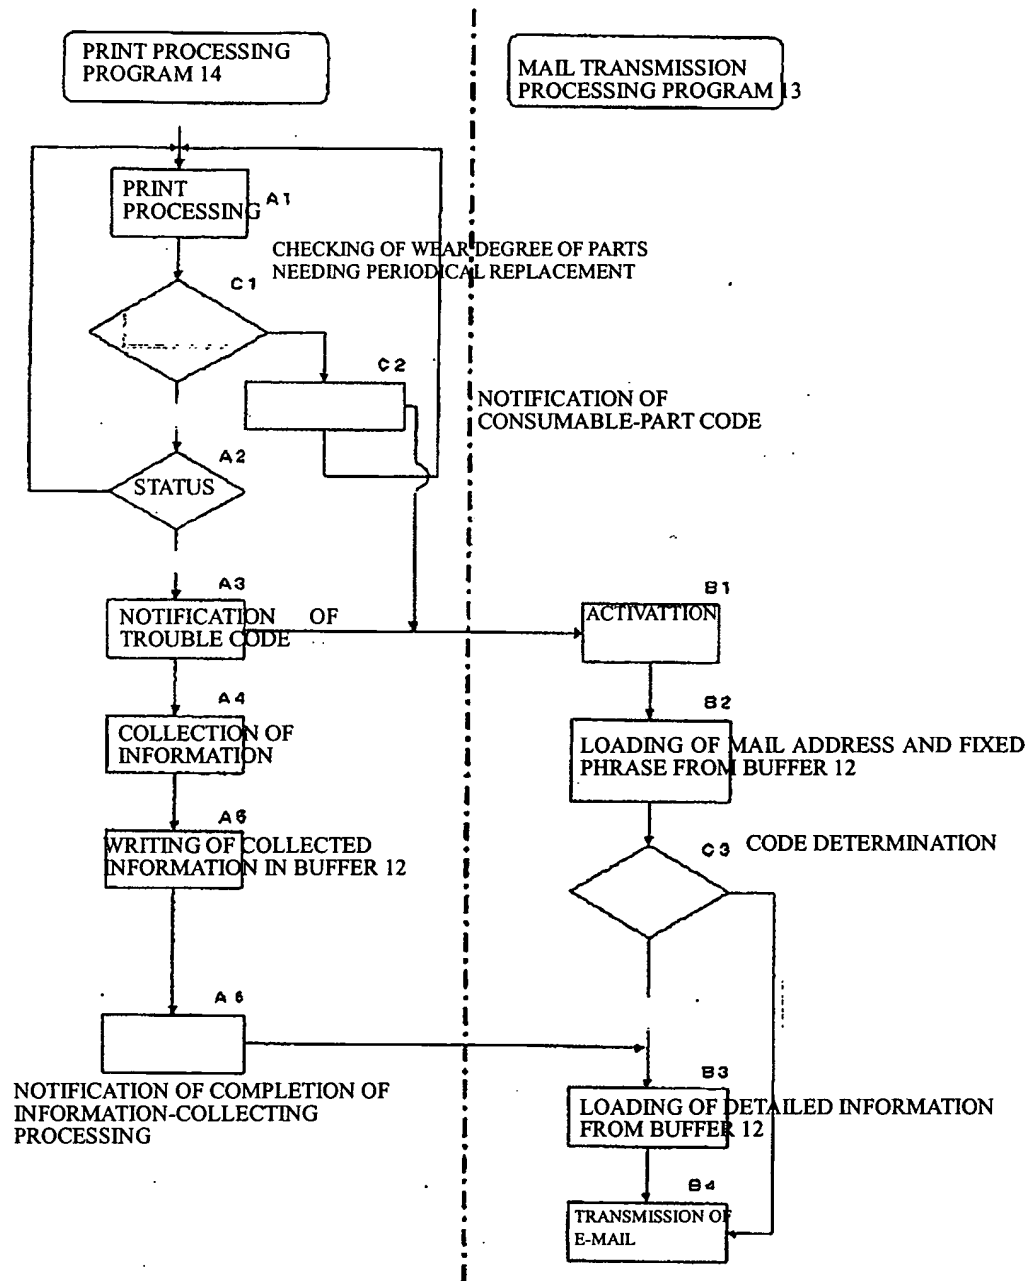 PRINT PROCESSING
PROGRAM 14
MAIL TRANSMISSION
PROCESSING PROGRAM 13
PRINT
PROCESSING
A1
CHECKING OF WEAR DEGREE OF PARTS
NEEDING PERIODICAL REPLACEMENT
C1
C2
NOTIFICATION OF
CONSUMABLE-PART CODE
A2
STATUS
A3
NOTIFICATION OF
TROUBLE CODE
B1
ACTIVATTION
A4
COLLECTION OF
INFORMATION
B2
LOADING OF MAIL ADDRESS AND FIXED
PHRASE FROM BUFFER 12
A6
WRITING OF COLLECTED
INFORMATION IN BUFFER 12
C3
CODE DETERMINATION
A6
NOTIFICATION OF COMPLETION OF
INFORMATION-COLLECTING
PROCESSING
B3
LOADING OF DETAILED INFORMATION
FROM BUFFER 12
B4
TRANSMISSION OF
E-MAIL